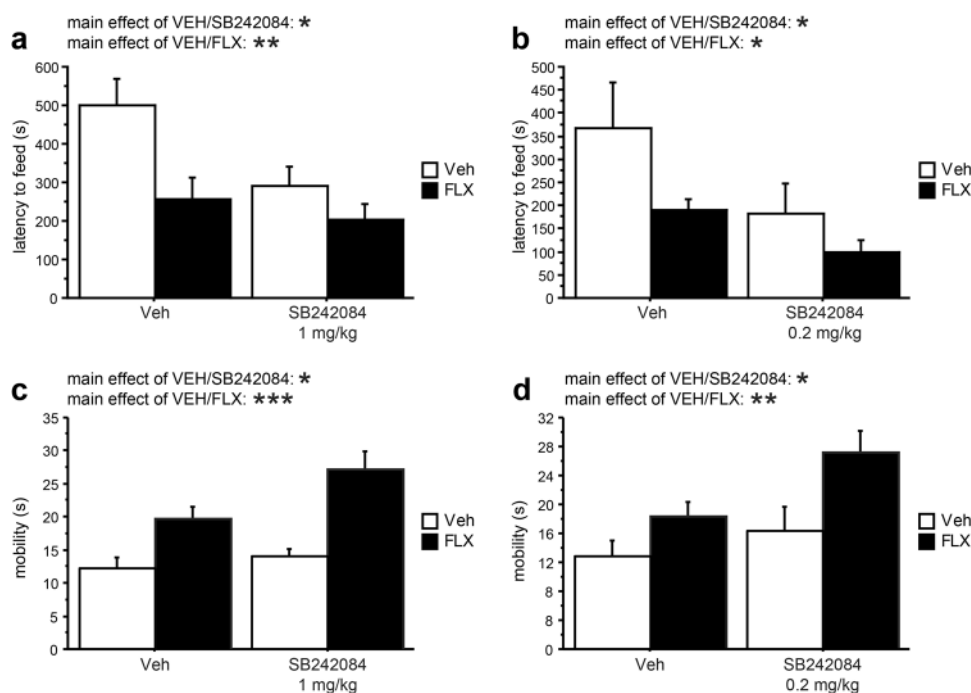 main effect of VEH/SB242084: *
a main effect of VEH/FLX: **
600
500
400
300
200
100
0
latency to feed (s)
Veh
FLX
Veh
SB242084
1 mg/kg
main effect of VEH/SB242084: *
b main effect of VEH/FLX: *
500
450
400
350
300
250
200
150
100
50
0
latency to feed (s)
Veh
FLX
Veh
SB242084
0.2 mg/kg
main effect of VEH/SB242084: *
c main effect of VEH/FLX: ***
35
30
25
20
15
10
5
0
mobility (s)
Veh
FLX
Veh
SB242084
1 mg/kg
main effect of VEH/SB242084: *
d main effect of VEH/FLX: **
32
28
24
20
16
12
8
4
0
mobility (s)
Veh
FLX
Veh
SB242084
0.2 mg/kg